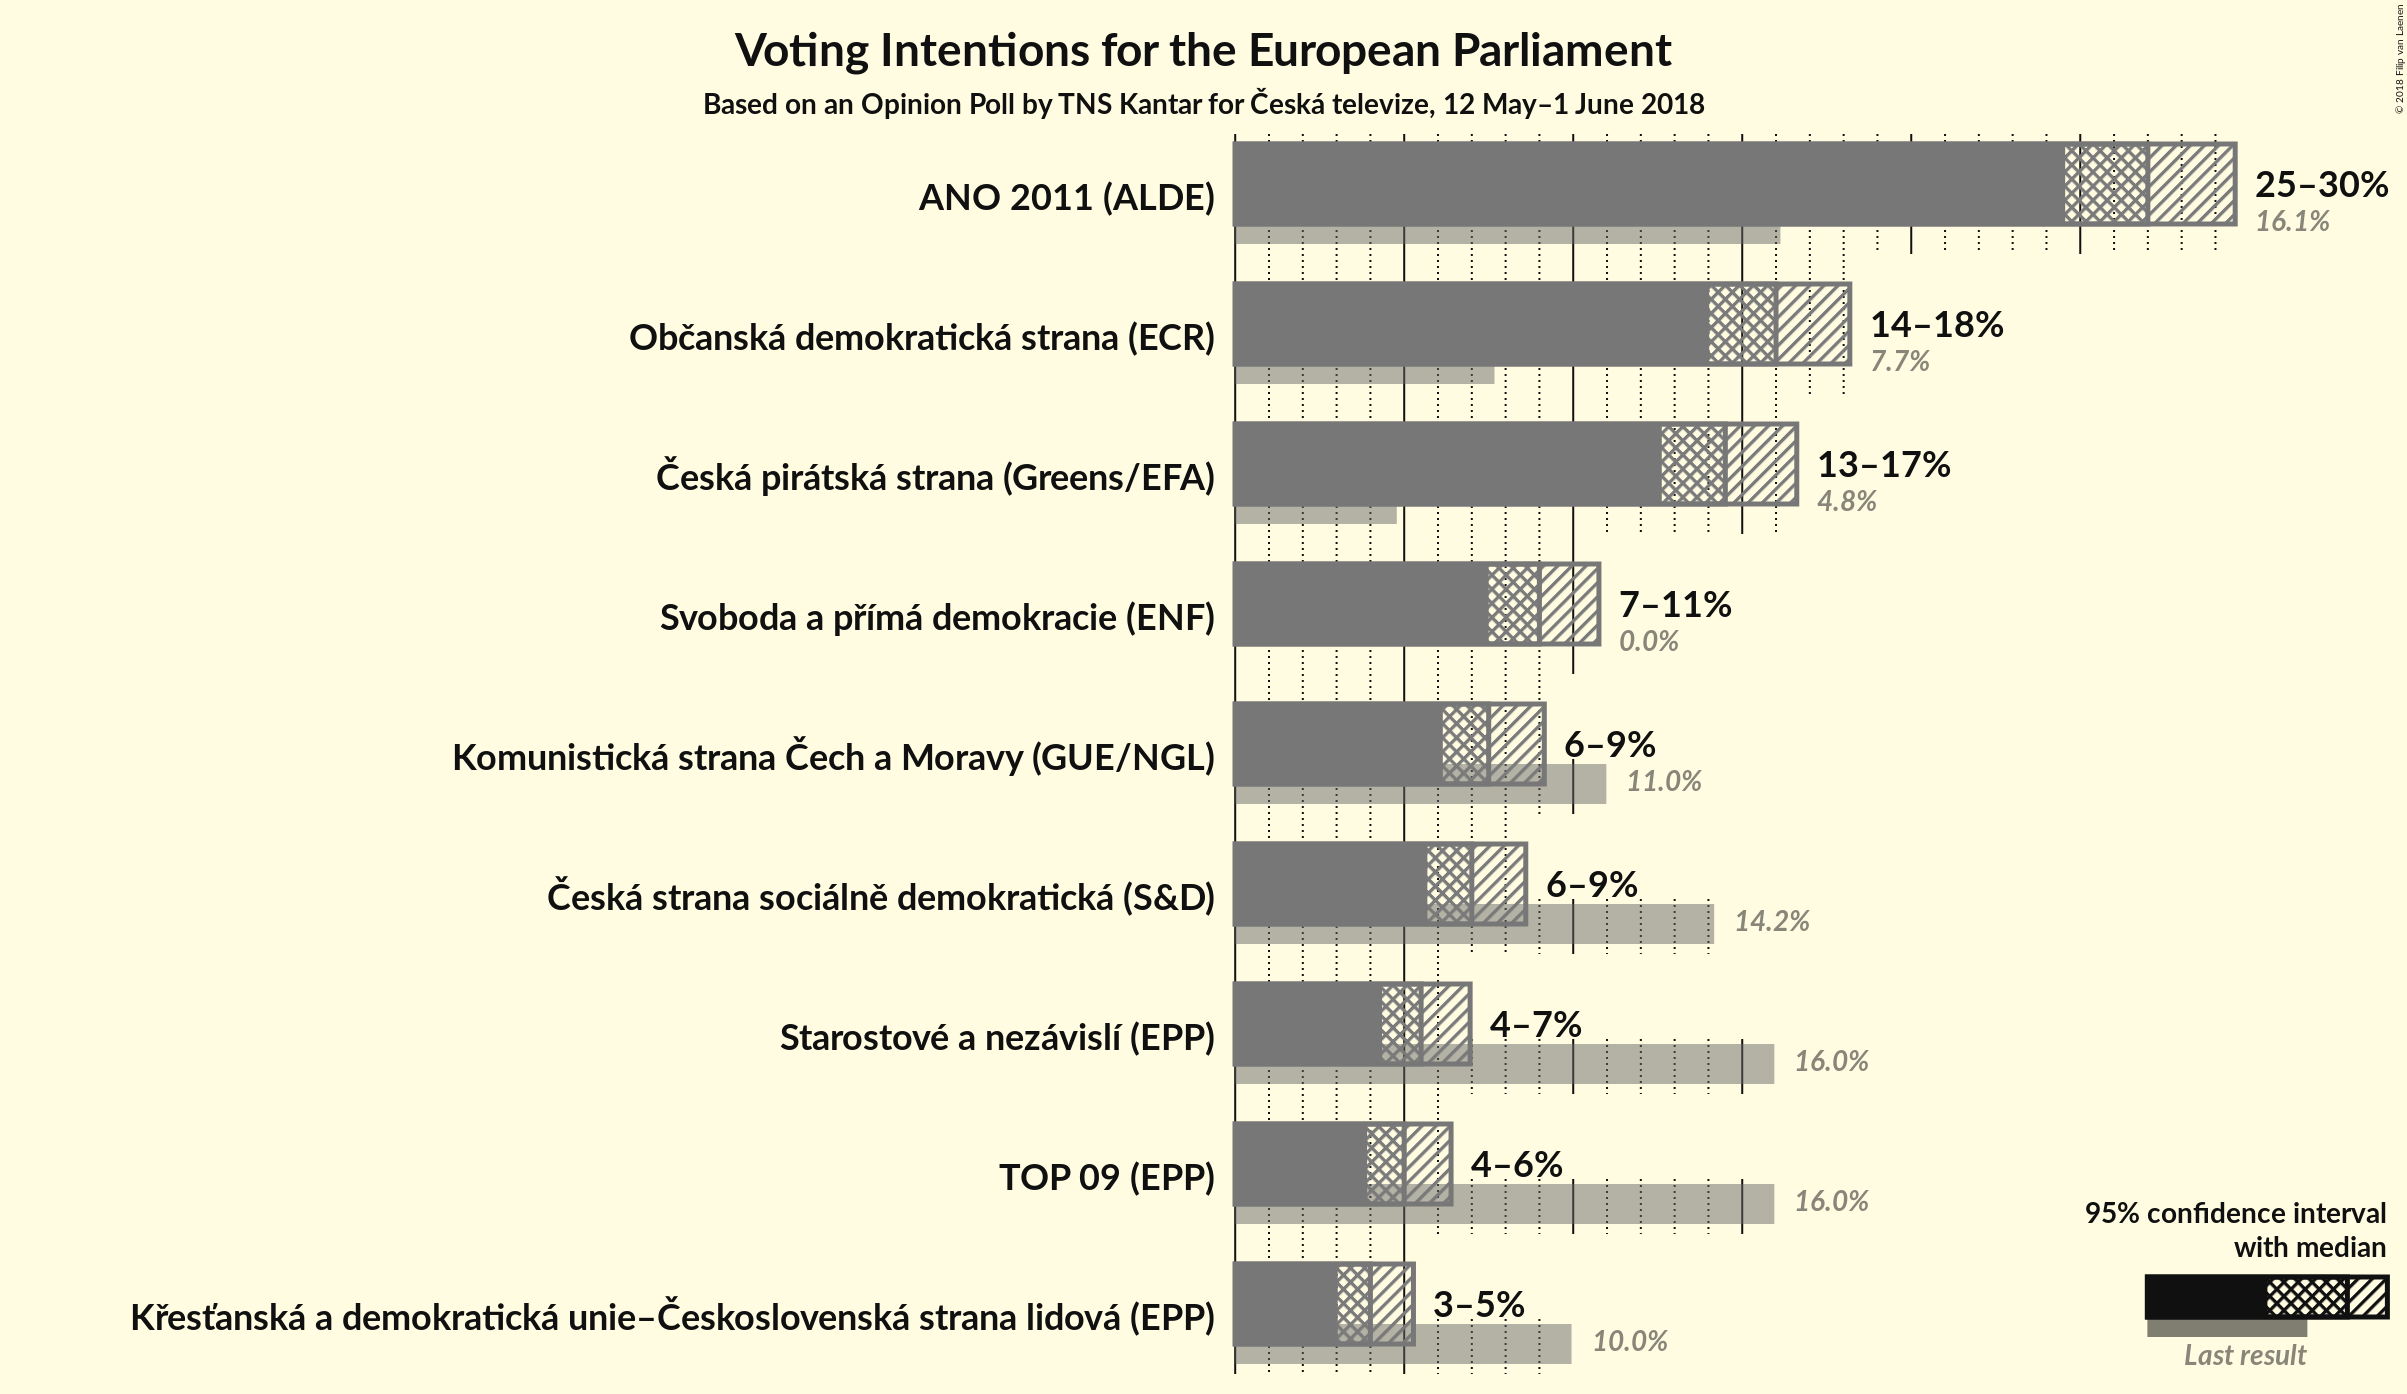 Voting Intentions for the European Parliament
Based on an Opinion Poll by TNS Kantar for Česká televize, 12 May–1 June 2018
© 2018 Filip van Laenen
ANO 2011 (ALDE)
25–30%
16.1%
Občanská demokratická strana (ECR)
14–18%
7.7%
Česká pirátská strana (Greens/EFA)
13–17%
4.8%
Svoboda a přímá demokracie (ENF)
7–11%
0.0%
Komunistická strana Čech a Moravy (GUE/NGL)
6–9%
11.0%
Česká strana sociálně demokratická (S&D)
6–9%
14.2%
Starostové a nezávislí (EPP)
4–7%
16.0%
TOP 09 (EPP)
4–6%
16.0%
Křesťanská a demokratická unie–Československá strana lidová (EPP)
3–5%
10.0%
95% confidence interval
with median
Last result